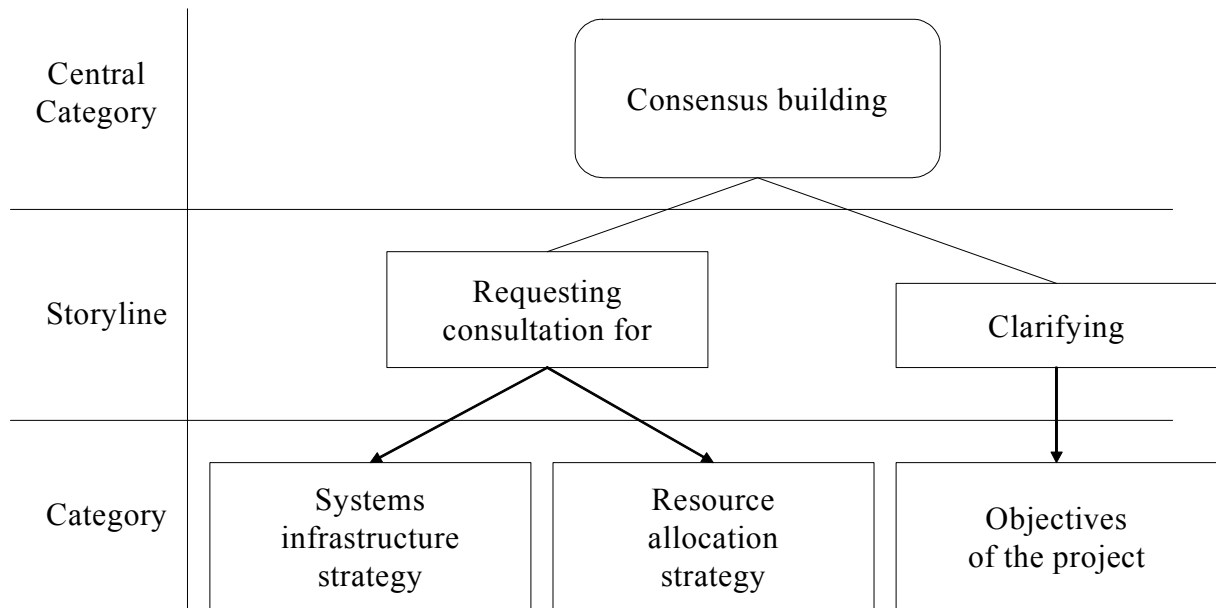 Central
Category
Consensus building
Storyline
Requesting
consultation for
Clarifying
Category
Systems
infrastructure
strategy
Resource
allocation
strategy
Objectives
of the project